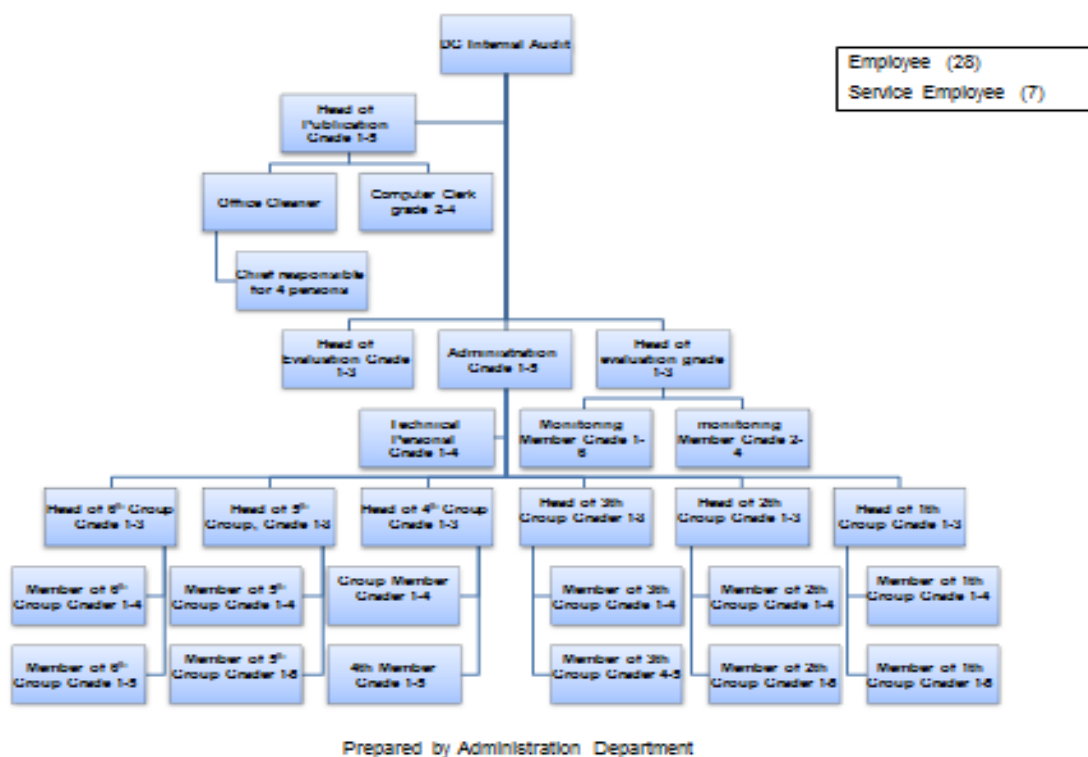 DG Internal Audit
Employee (28)
Service Employee (7)
Head of
Publication
Grade 1-5
Office Cleaner
Computer Clerk
grade 2-4
Chief responsible
for 4 persons
Head of
Evaluation Grade
1-3
Administration
Grade 1-5
Head of
evaluation grade
1-3
Technical
Personal
Grade 1-4
Monitoring
Member Grade 1-
6
monitoring
Member Grade 2-
4
Head of 6th Group
Grade 1-3
Head of 5th
Group, Grade 1-3
Head of 4th Group
Grade 1-3
Head of 3th
Group Grader 1-3
Head of 2th
Group Grade 1-3
Head of 1th
Group Grade 1-3
Member of 6th
Group Grader 1-4
Member of 5th
Group Grade 1-4
Group Member
Grader 1-4
Member of 3th
Group Grade 1-4
Member of 2th
Group Grade 1-4
Member of 1th
Group Grade 1-4
Member of 6th
Group Grade 1-5
Member of 5th
Group Grader 1-6
4th Member
Grade 1-5
Member of 3th
Group Grader 4-5
Member of 2th
Group Grader 1-6
Member of 1th
Group Grader 1-6
Prepared by Administration Department